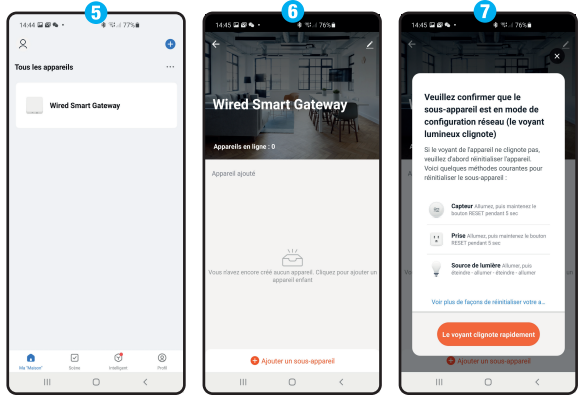 5
14:44
77%
Tous les appareils
...
Wired Smart Gateway
Ma "Maison"
Scène
Intelligent
Profil
6
14:45
76%
Wired Smart Gateway
Appareils en ligne : 0
Appareil ajouté
Vous n'avez encore créé aucun appareil. Cliquez pour ajouter un
appareil enfant
Ajouter un sous-appareil
7
14:45
76%
Veuillez confirmer que le
sous-appareil est en mode de
configuration réseau (le voyant
lumineux clignote)
Si le voyant de l'appareil ne clignote pas,
veuillez d'abord réinitialiser l'appareil.
Voici quelques méthodes courantes pour
réinitialiser le sous-appareil :
Capteur Allumez, puis maintenez le
bouton RESET pendant 5 sec
Prise Allumez, puis maintenez le bouton
RESET pendant 5 sec
Source de lumière Allumer, puis
éteindre - allumer - éteindre - allumer
Voir plus de façons de réinitialiser votre a...
Le voyant clignote rapidement
Ajouter un sous-appareil